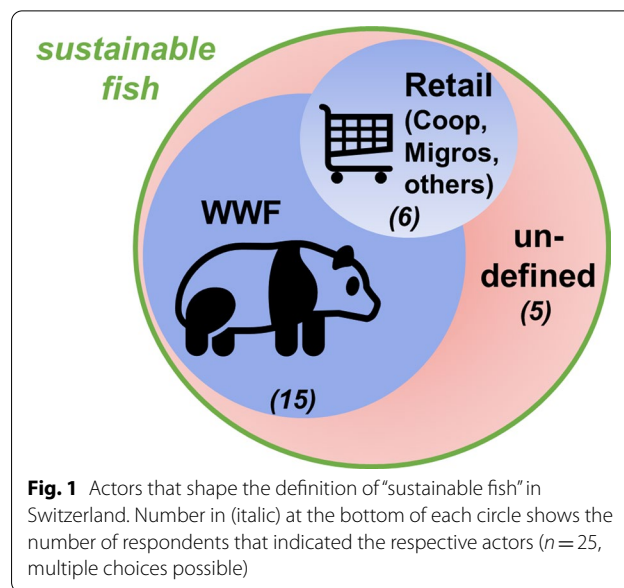 sustainable
fish
Retail
(Coop,
Migros,
others)
(6)
WWF
un-
defined
(5)
(15)
Fig. 1 Actors that shape the definition of “sustainable fish” in
Switzerland. Number in (italic) at the bottom of each circle shows the
number of respondents that indicated the respective actors (n = 25,
multiple choices possible)